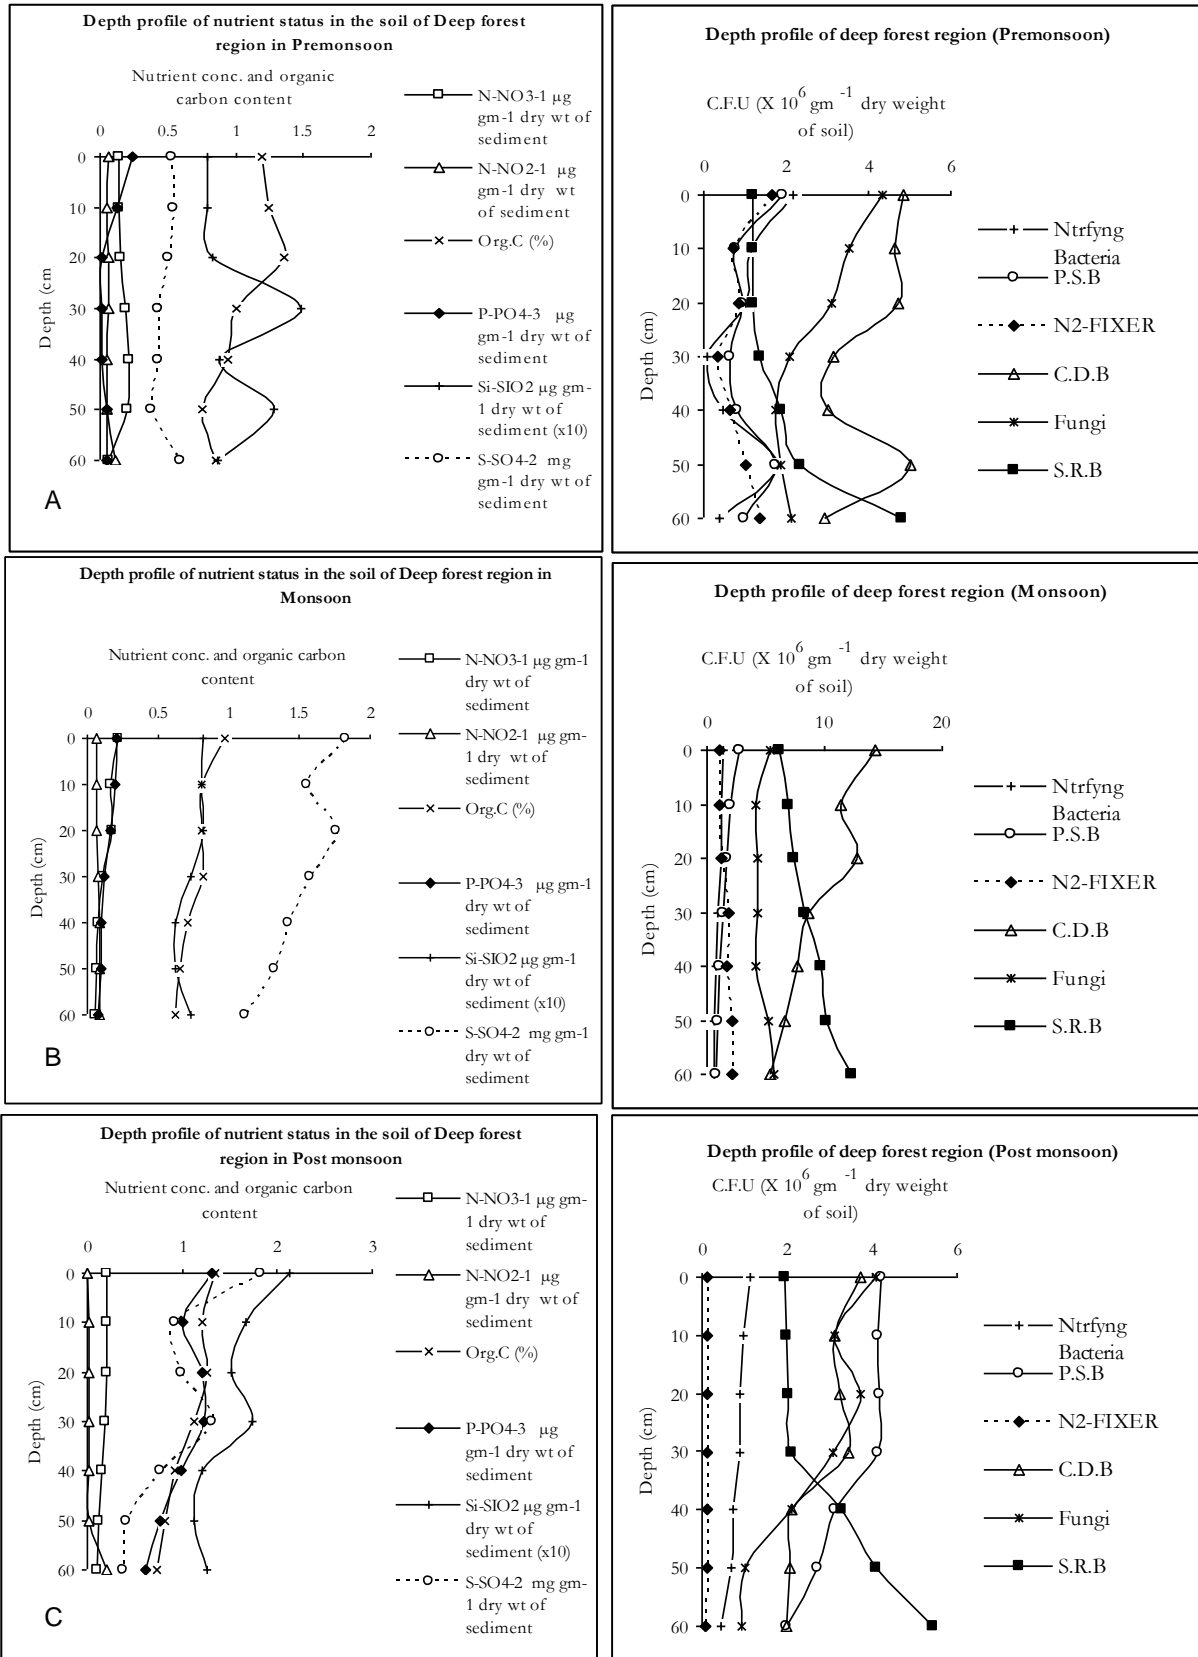 Depth profile of nutrient status in the soil of Deep forest
region in Premonsoon
Nutrient conc. and organic
carbon content
0 0.5 1 1.5 2
0
10
20
30
40
50
60
Depth (cm
N-NO3-1 µg
gm-1 dry wt of
sediment
N-NO2-1 µg
gm-1 dry wt
of sediment
Org.C (%)
P-PO4-3 µg
gm-1 dry wt of
sediment
Si-SIO2 µg gm-
1 dry wt of
sediment (x10)
S-SO4-2 mg
gm-1 dry wt of
sediment
A
Depth profile of deep forest region (Premonsoon)
C.F.U (X 10^6 gm^-1 dry weight
of soil)
0 2 4 6
0
10
20
30
40
50
60
Depth (cm)
Ntrfyng
Bacteria
P.S.B
N2-FIXER
C.D.B
Fungi
S.R.B
Depth profile of nutrient status in the soil of Deep forest region in
Monsoon
Nutrient conc. and organic carbon
content
0 0.5 1 1.5 2
0
10
20
30
40
50
60
Depth (cm)
N-NO3-1 µg gm-1
dry wt of
sediment
N-NO2-1 µg gm-
1 dry wt of
sediment
Org.C (%)
P-PO4-3 µg gm-1
dry wt of
sediment
Si-SIO2 µg gm-1
dry wt of
sediment (x10)
S-SO4-2 mg gm-1
dry wt of
sediment
B
Depth profile of deep forest region (Monsoon)
C.F.U (X 10^6 gm^-1 dry weight
of soil)
0 10 20
0
10
20
30
40
50
60
Depth (cm)
Ntrfyng
Bacteria
P.S.B
N2-FIXER
C.D.B
Fungi
S.R.B
Depth profile of nutrient status in the soil of Deep forest
region in Post monsoon
Nutrient conc. and organic carbon
content
0 1 2 3
0
10
20
30
40
50
60
Depth (cm)
N-NO3-1 µg gm-
1 dry wt of
sediment
N-NO2-1 µg
gm-1 dry wt of
sediment
Org.C (%)
P-PO4-3 µg
gm-1 dry wt of
sediment
Si-SIO2 µg gm-1
dry wt of
sediment (x10)
S-SO4-2 mg gm-
1 dry wt of
sediment
C
Depth profile of deep forest region (Post monsoon)
C.F.U (X 10^6 gm^-1 dry weight
of soil)
0 2 4 6
0
10
20
30
40
50
60
Depth (cm)
Ntrfyng
Bacteria
P.S.B
N2-FIXER
C.D.B
Fungi
S.R.B